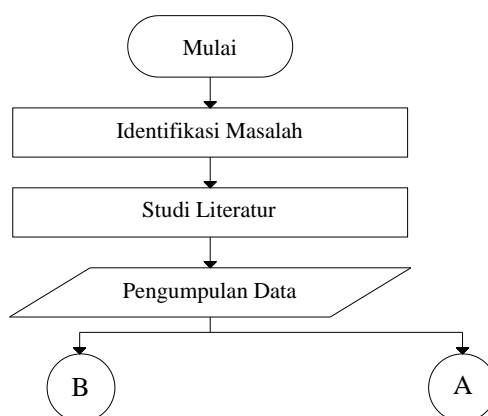 Mulai
Identifikasi Masalah
Studi Literatur
Pengumpulan Data
B
A